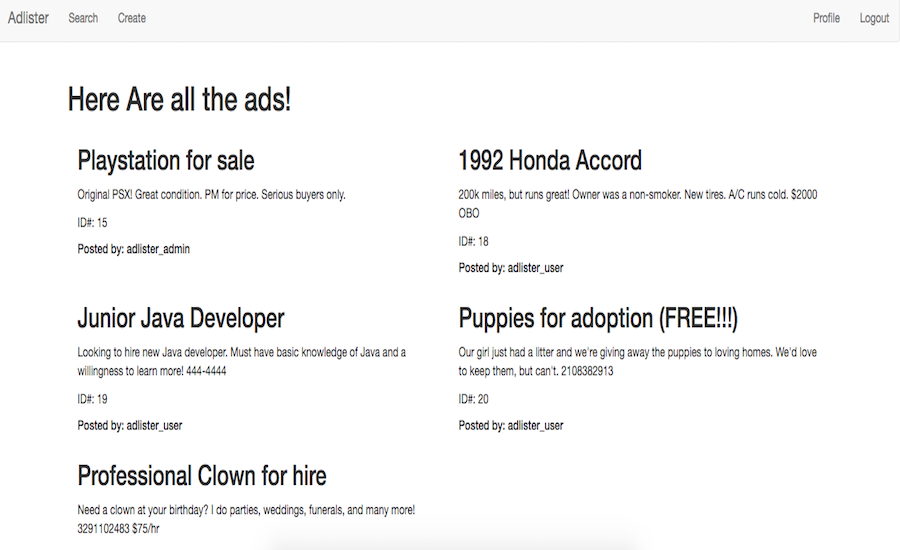 Adlister Search Create Profile Logout
Here Are all the ads!
Playstation for sale
Original PSX! Great condition. PM for price. Serious buyers only.
ID#: 15
Posted by: adlister_admin
1992 Honda Accord
200k miles, but runs great! Owner was a non-smoker. New tires. A/C runs cold. $2000
OBO
ID#: 18
Posted by: adlister_user
Junior Java Developer
Looking to hire new Java developer. Must have basic knowledge of Java and a
willingness to learn more! 444-4444
ID#: 19
Posted by: adlister_user
Puppies for adoption (FREE!!!)
Our girl just had a litter and we're giving away the puppies to loving homes. We'd love
to keep them, but can't. 2108382913
ID#: 20
Posted by: adlister_user
Professional Clown for hire
Need a clown at your birthday? I do parties, weddings, funerals, and many more!
3291102483 $75/hr